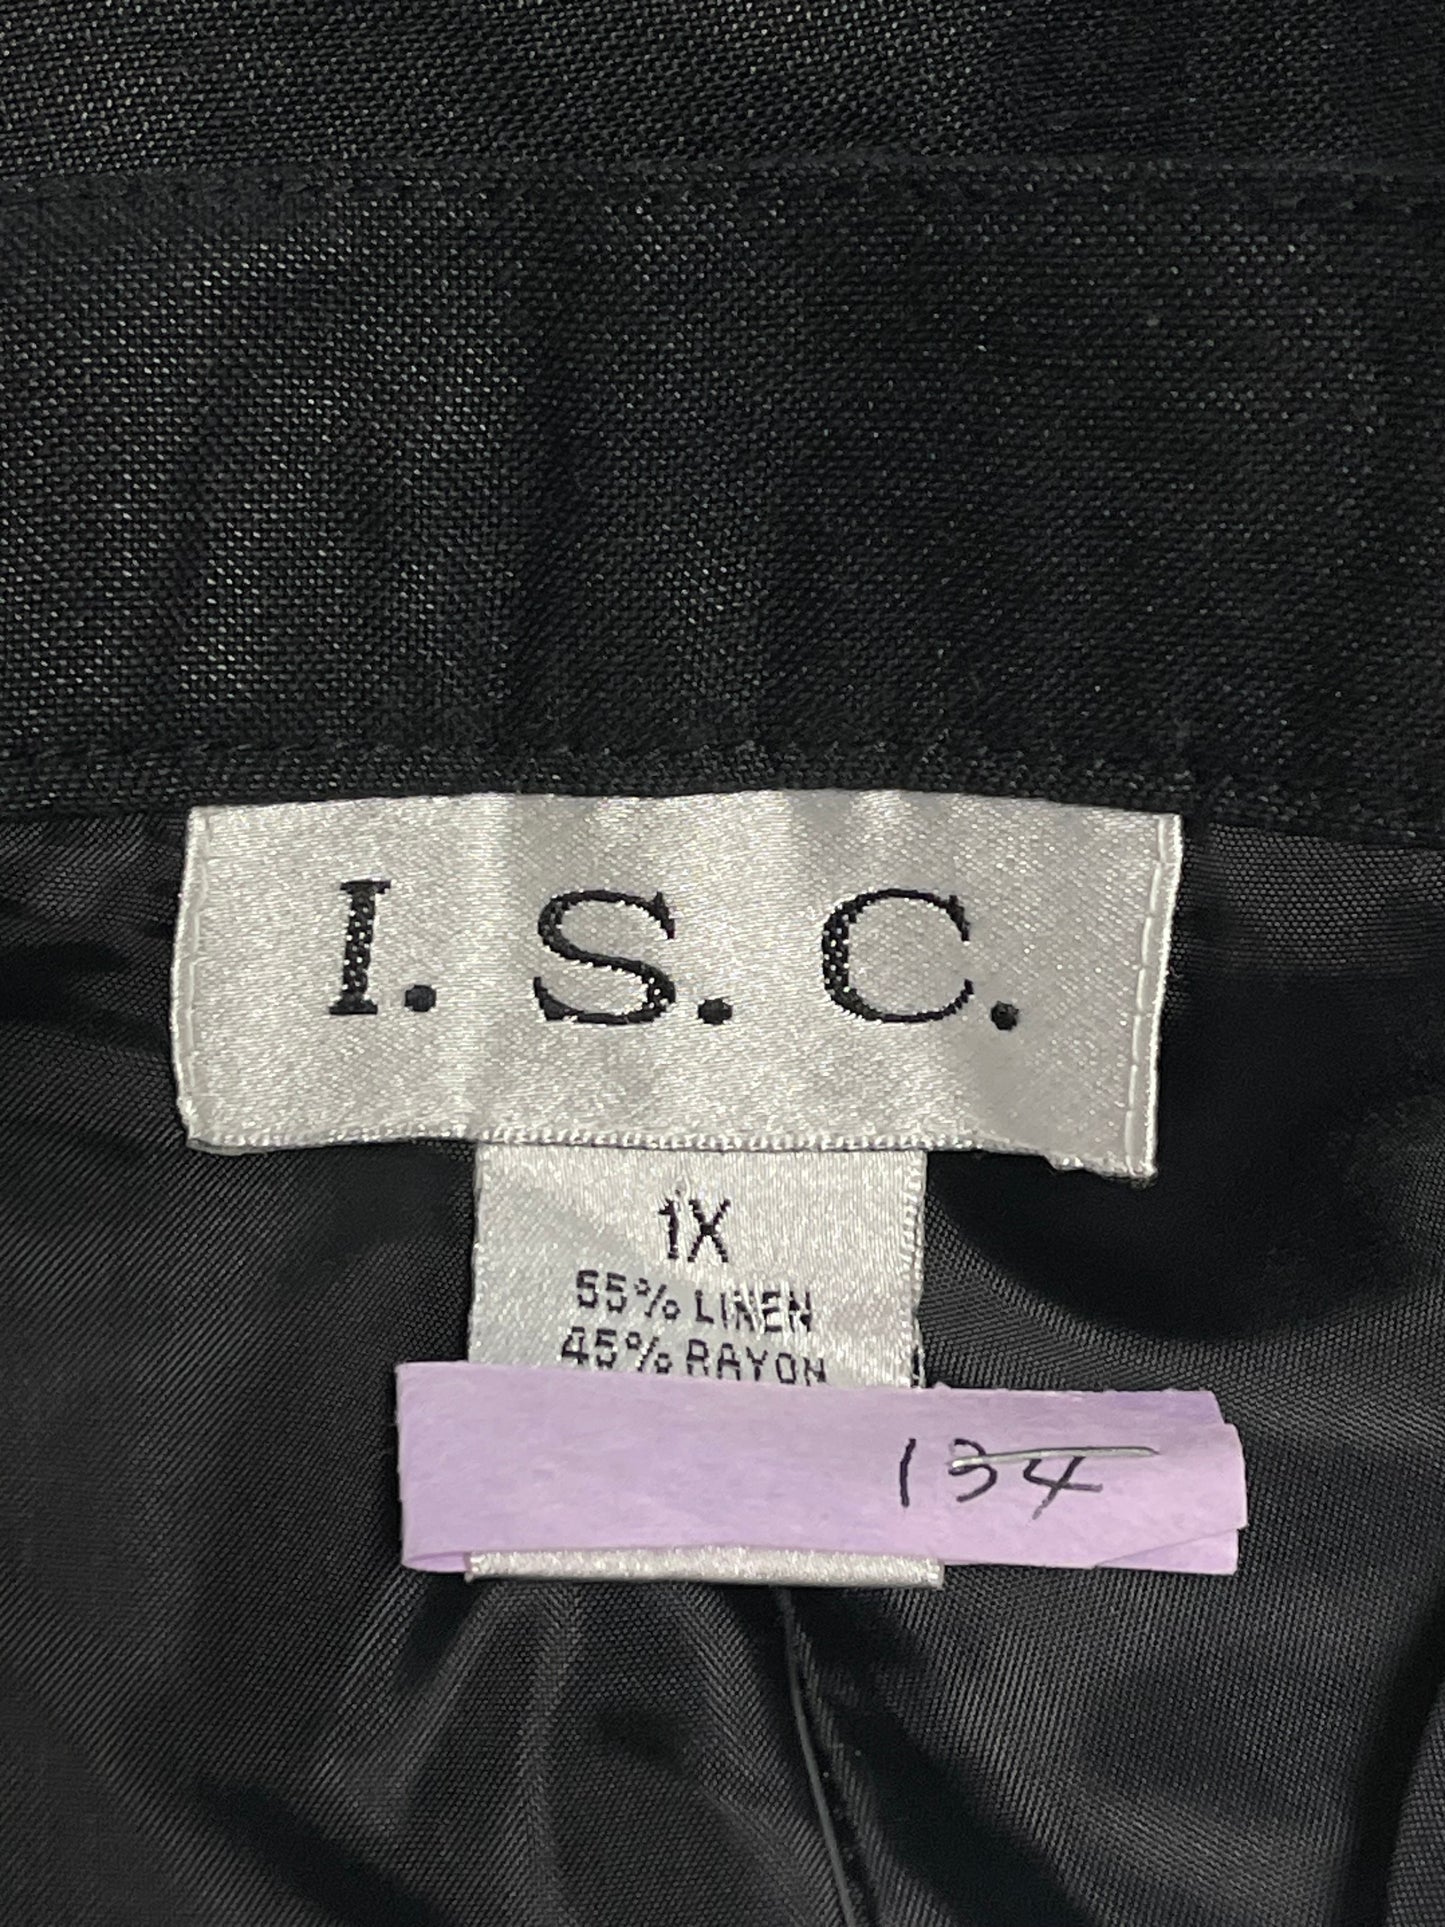 I. S. C.
1X
55% LINEN
45% RAYON
134